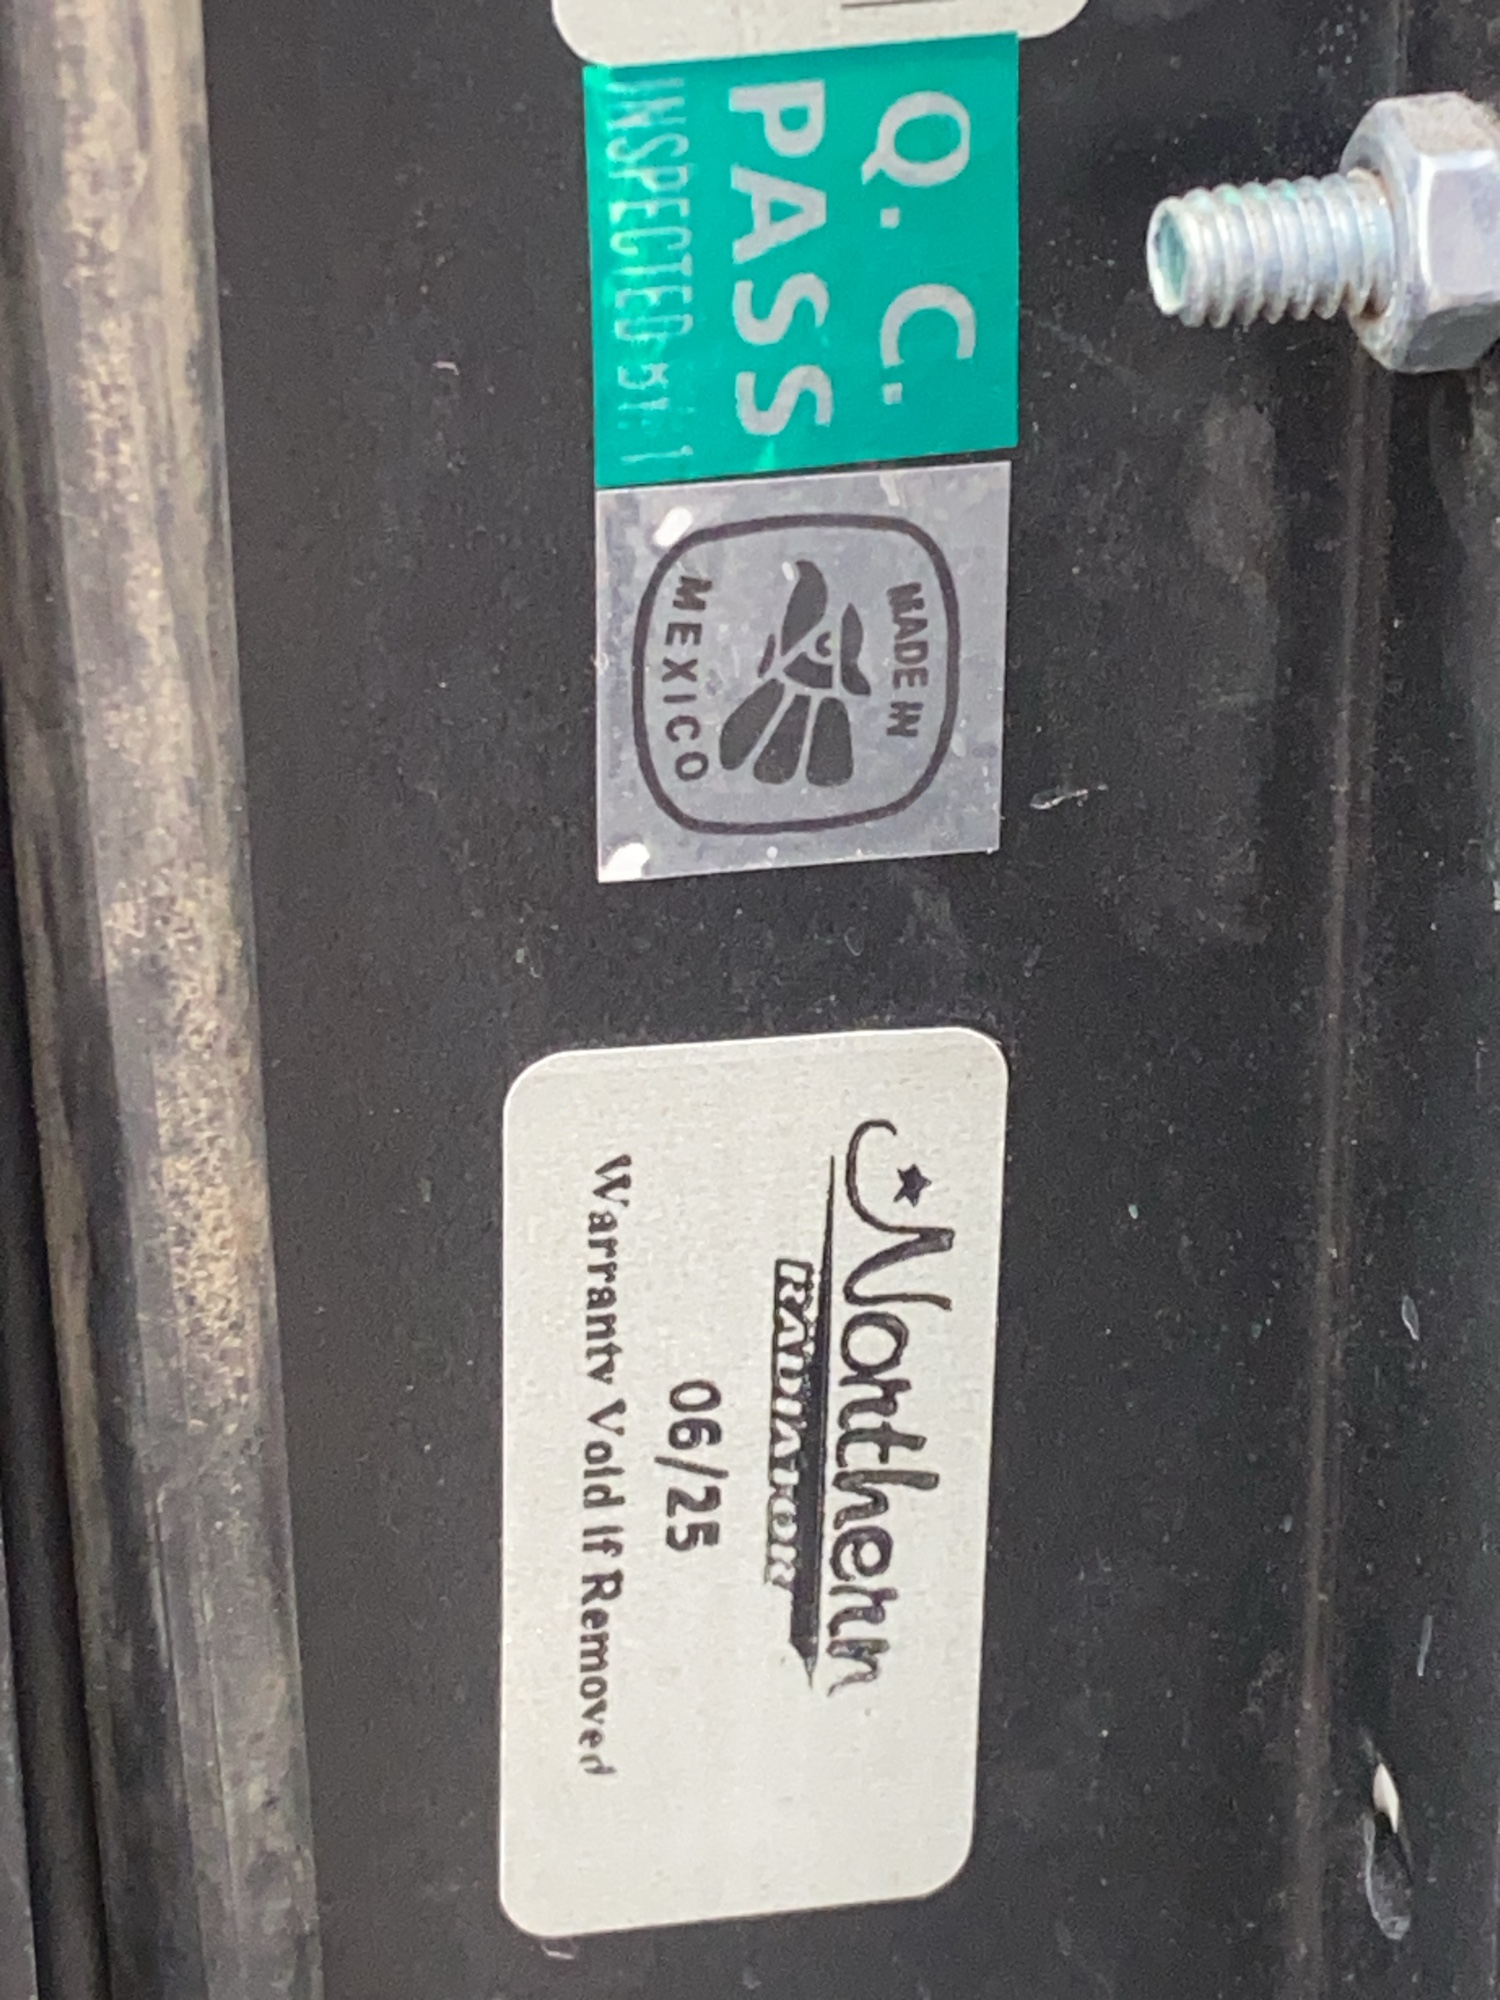 Q. C.
PASS
INSPECTED BY: 1
MADE IN
MEXICO
Northern
RADIATOR
06/25
Warranty Void If Removed